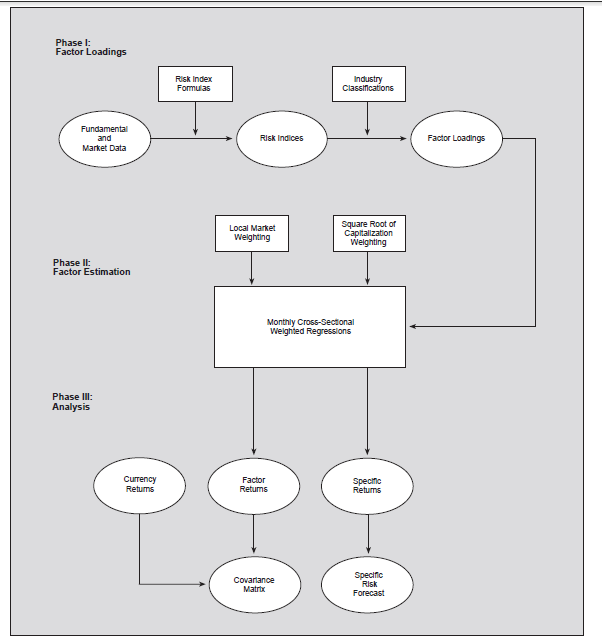 Phase I:
Factor Loadings
Risk Index
Formulas
Industry
Classifications
Fundamental
and
Market Data
Risk Indices
Factor Loadings
Local Market
Weighting
Square Root of
Capitalization
Weighting
Phase II:
Factor Estimation
Monthly Cross-Sectional
Weighted Regressions
Phase III:
Analysis
Currency
Returns
Factor
Returns
Specific
Returns
Covariance
Matrix
Specific
Risk
Forecast